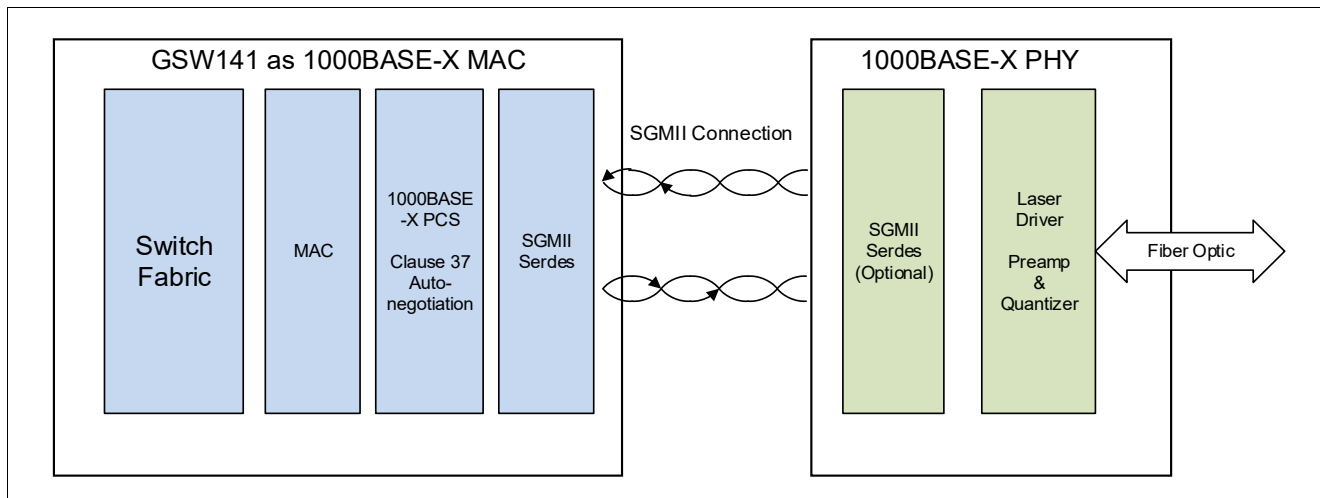 GSW141 as 1000BASE-X MAC
Switch
Fabric
MAC
1000BASE
-X PCS
Clause 37
Auto-
negotiation
SGMII
Serdes
SGMII Connection
1000BASE-X PHY
SGMII
Serdes
(Optional)
Laser
Driver
Preamp
&
Quantizer
Fiber Optic